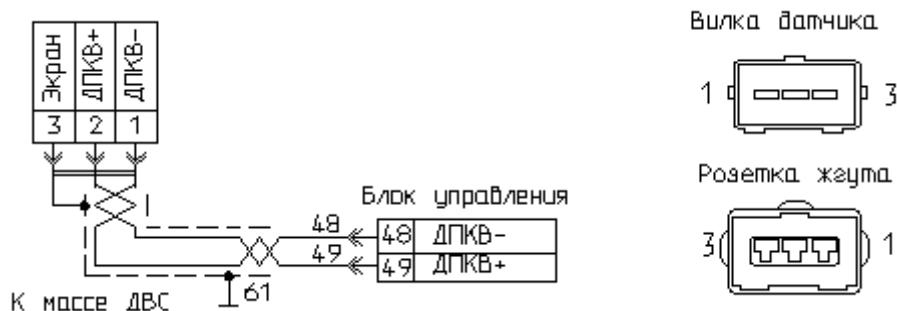 Экран
ДПКВ+
ДПКВ-
3 2 1
Блок управления
48 48 ДПКВ-
49 49 ДПКВ+
61
К массе ДВС
Вилка датчика
1 3
Розетка жгута
3 1